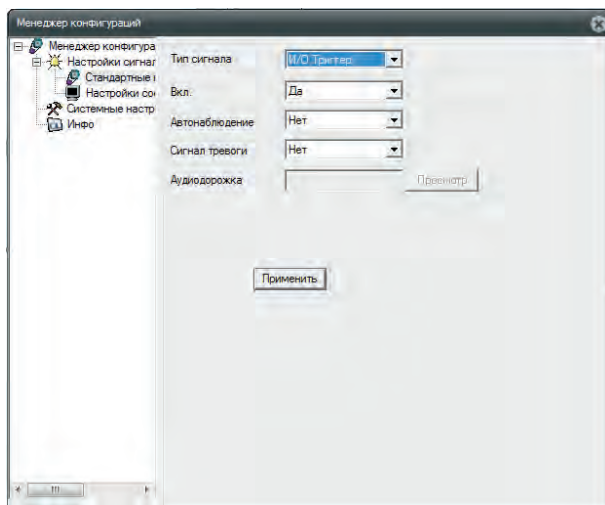 Менеджер конфигураций
Менеджер конфигура
Настройки сигнал
Стандартные
Настройки со
Системные настр
Инфо
Тип сигнала
И/О Триггер
Вкл.
Да
Автонаблюдение
Нет
Сигнал тревоги
Нет
Аудиодорожка
Просмотр
Применить